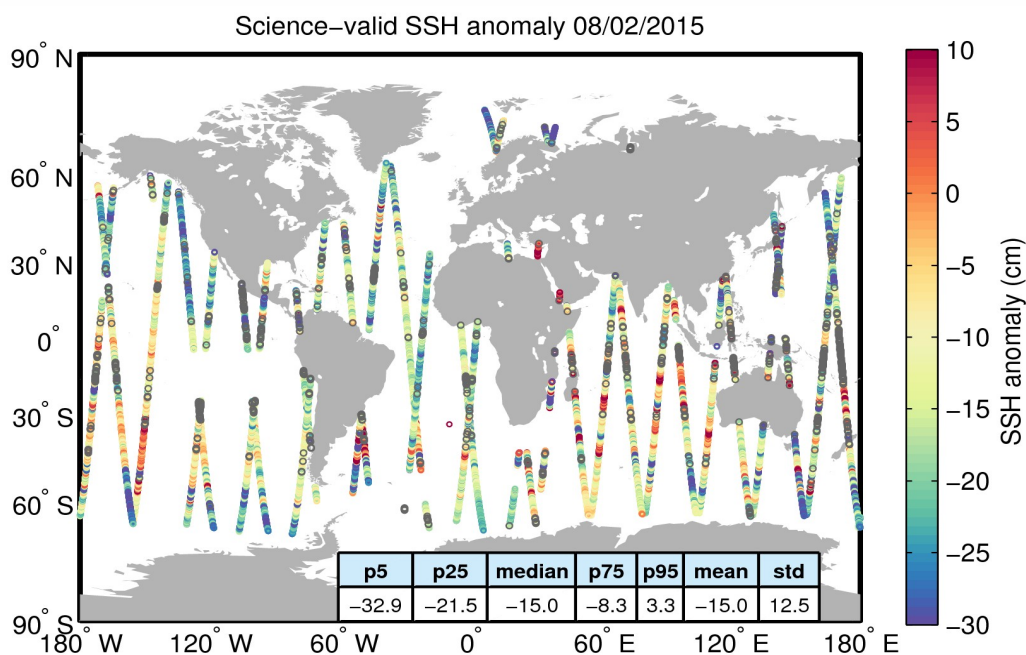 Science−valid SSH anomaly 08/02/2015
90° N
60° N
30° N
0°
30° S
60° S
90° S
180° W
120° W
60° W
0°
60° E
120° E
180° E
p5 p25 median p75 p95 mean std
−32.9 −21.5 −15.0 −8.3 3.3 −15.0 12.5
10
5
0
−5
−10
−15
−20
−25
−30
SSH anomaly (cm)